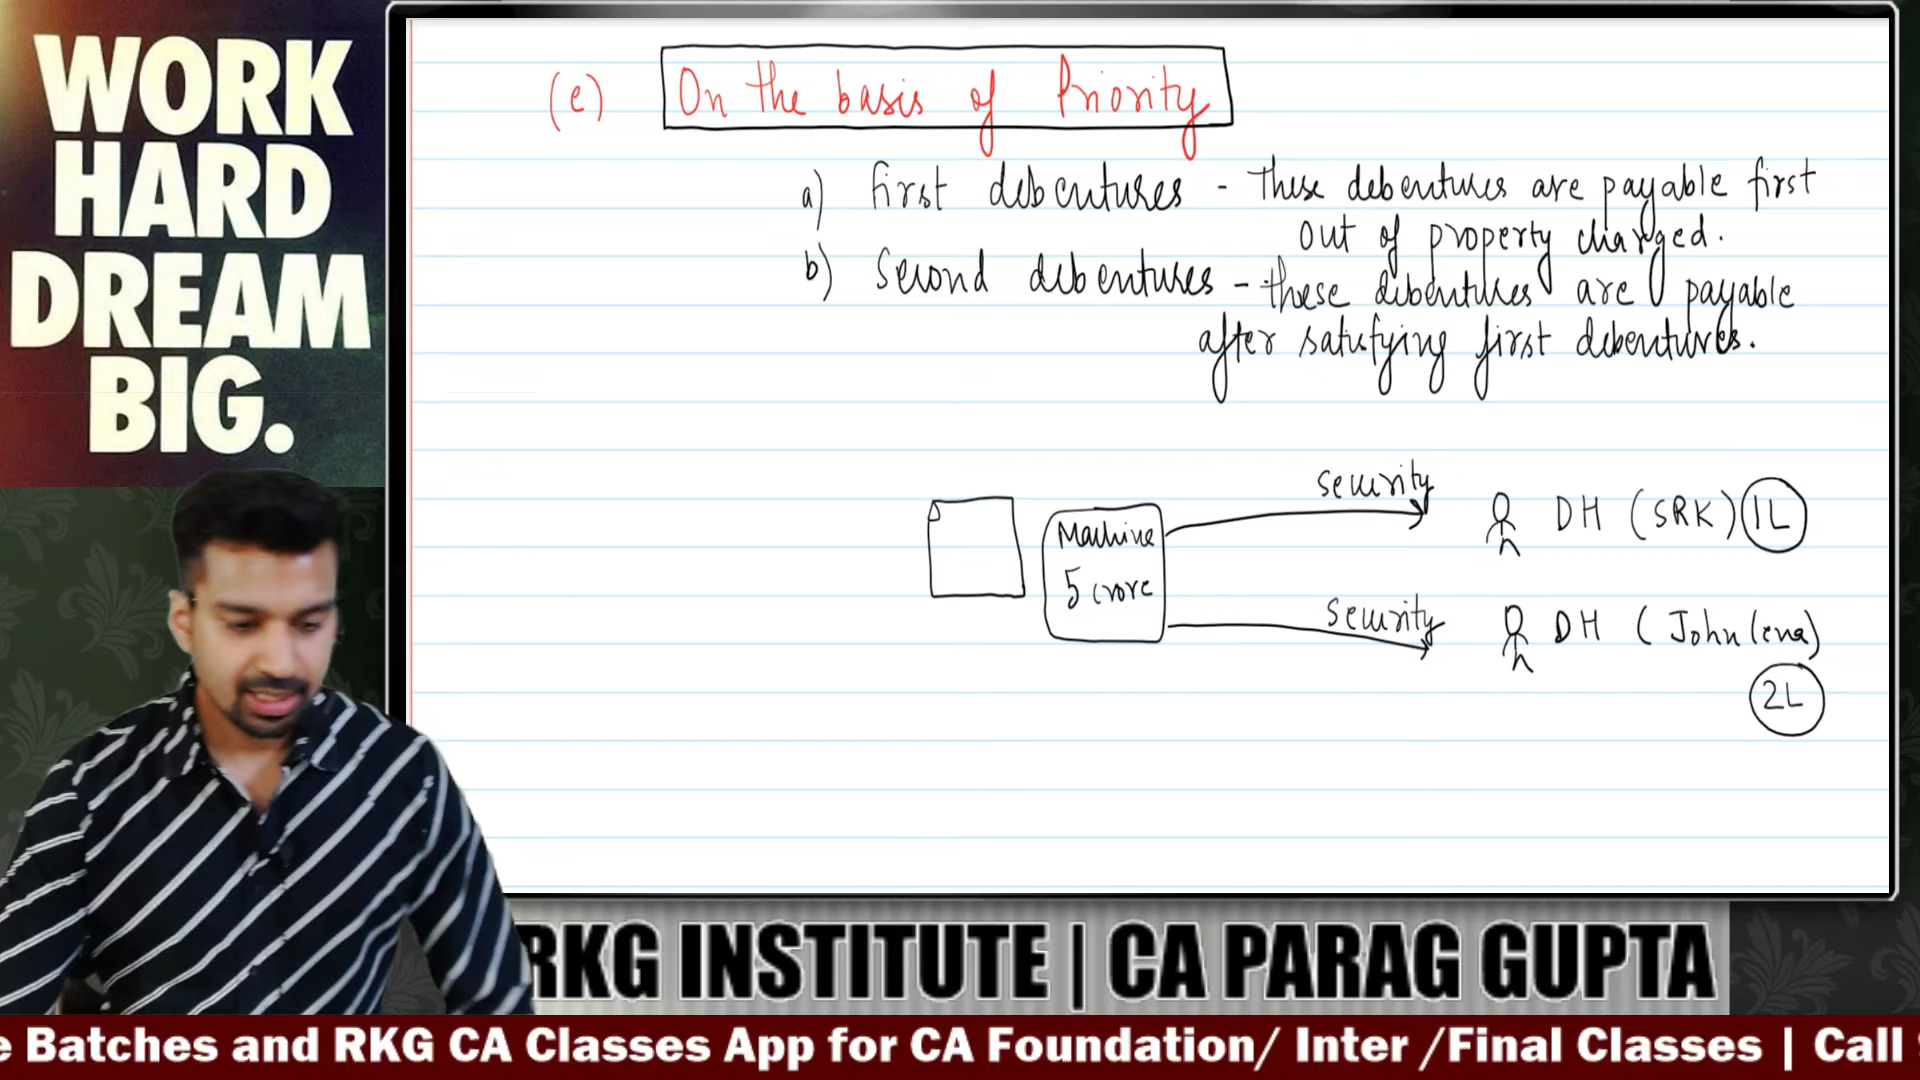 WORK
HARD
DREAM
BIG.
(e) On the basis of Priority
a) first debentures - These debentures are payable first
out of property charged.
b) Second debentures - these debentures are payable
after satisfying first debentures.
Machine
5 crore
security
DH (SRK) 1L
security
DH (John Cena)
2L
RKG INSTITUTE | CA PARAG GUPTA
e Batches and RKG CA Classes App for CA Foundation/ Inter /Final Classes | Call